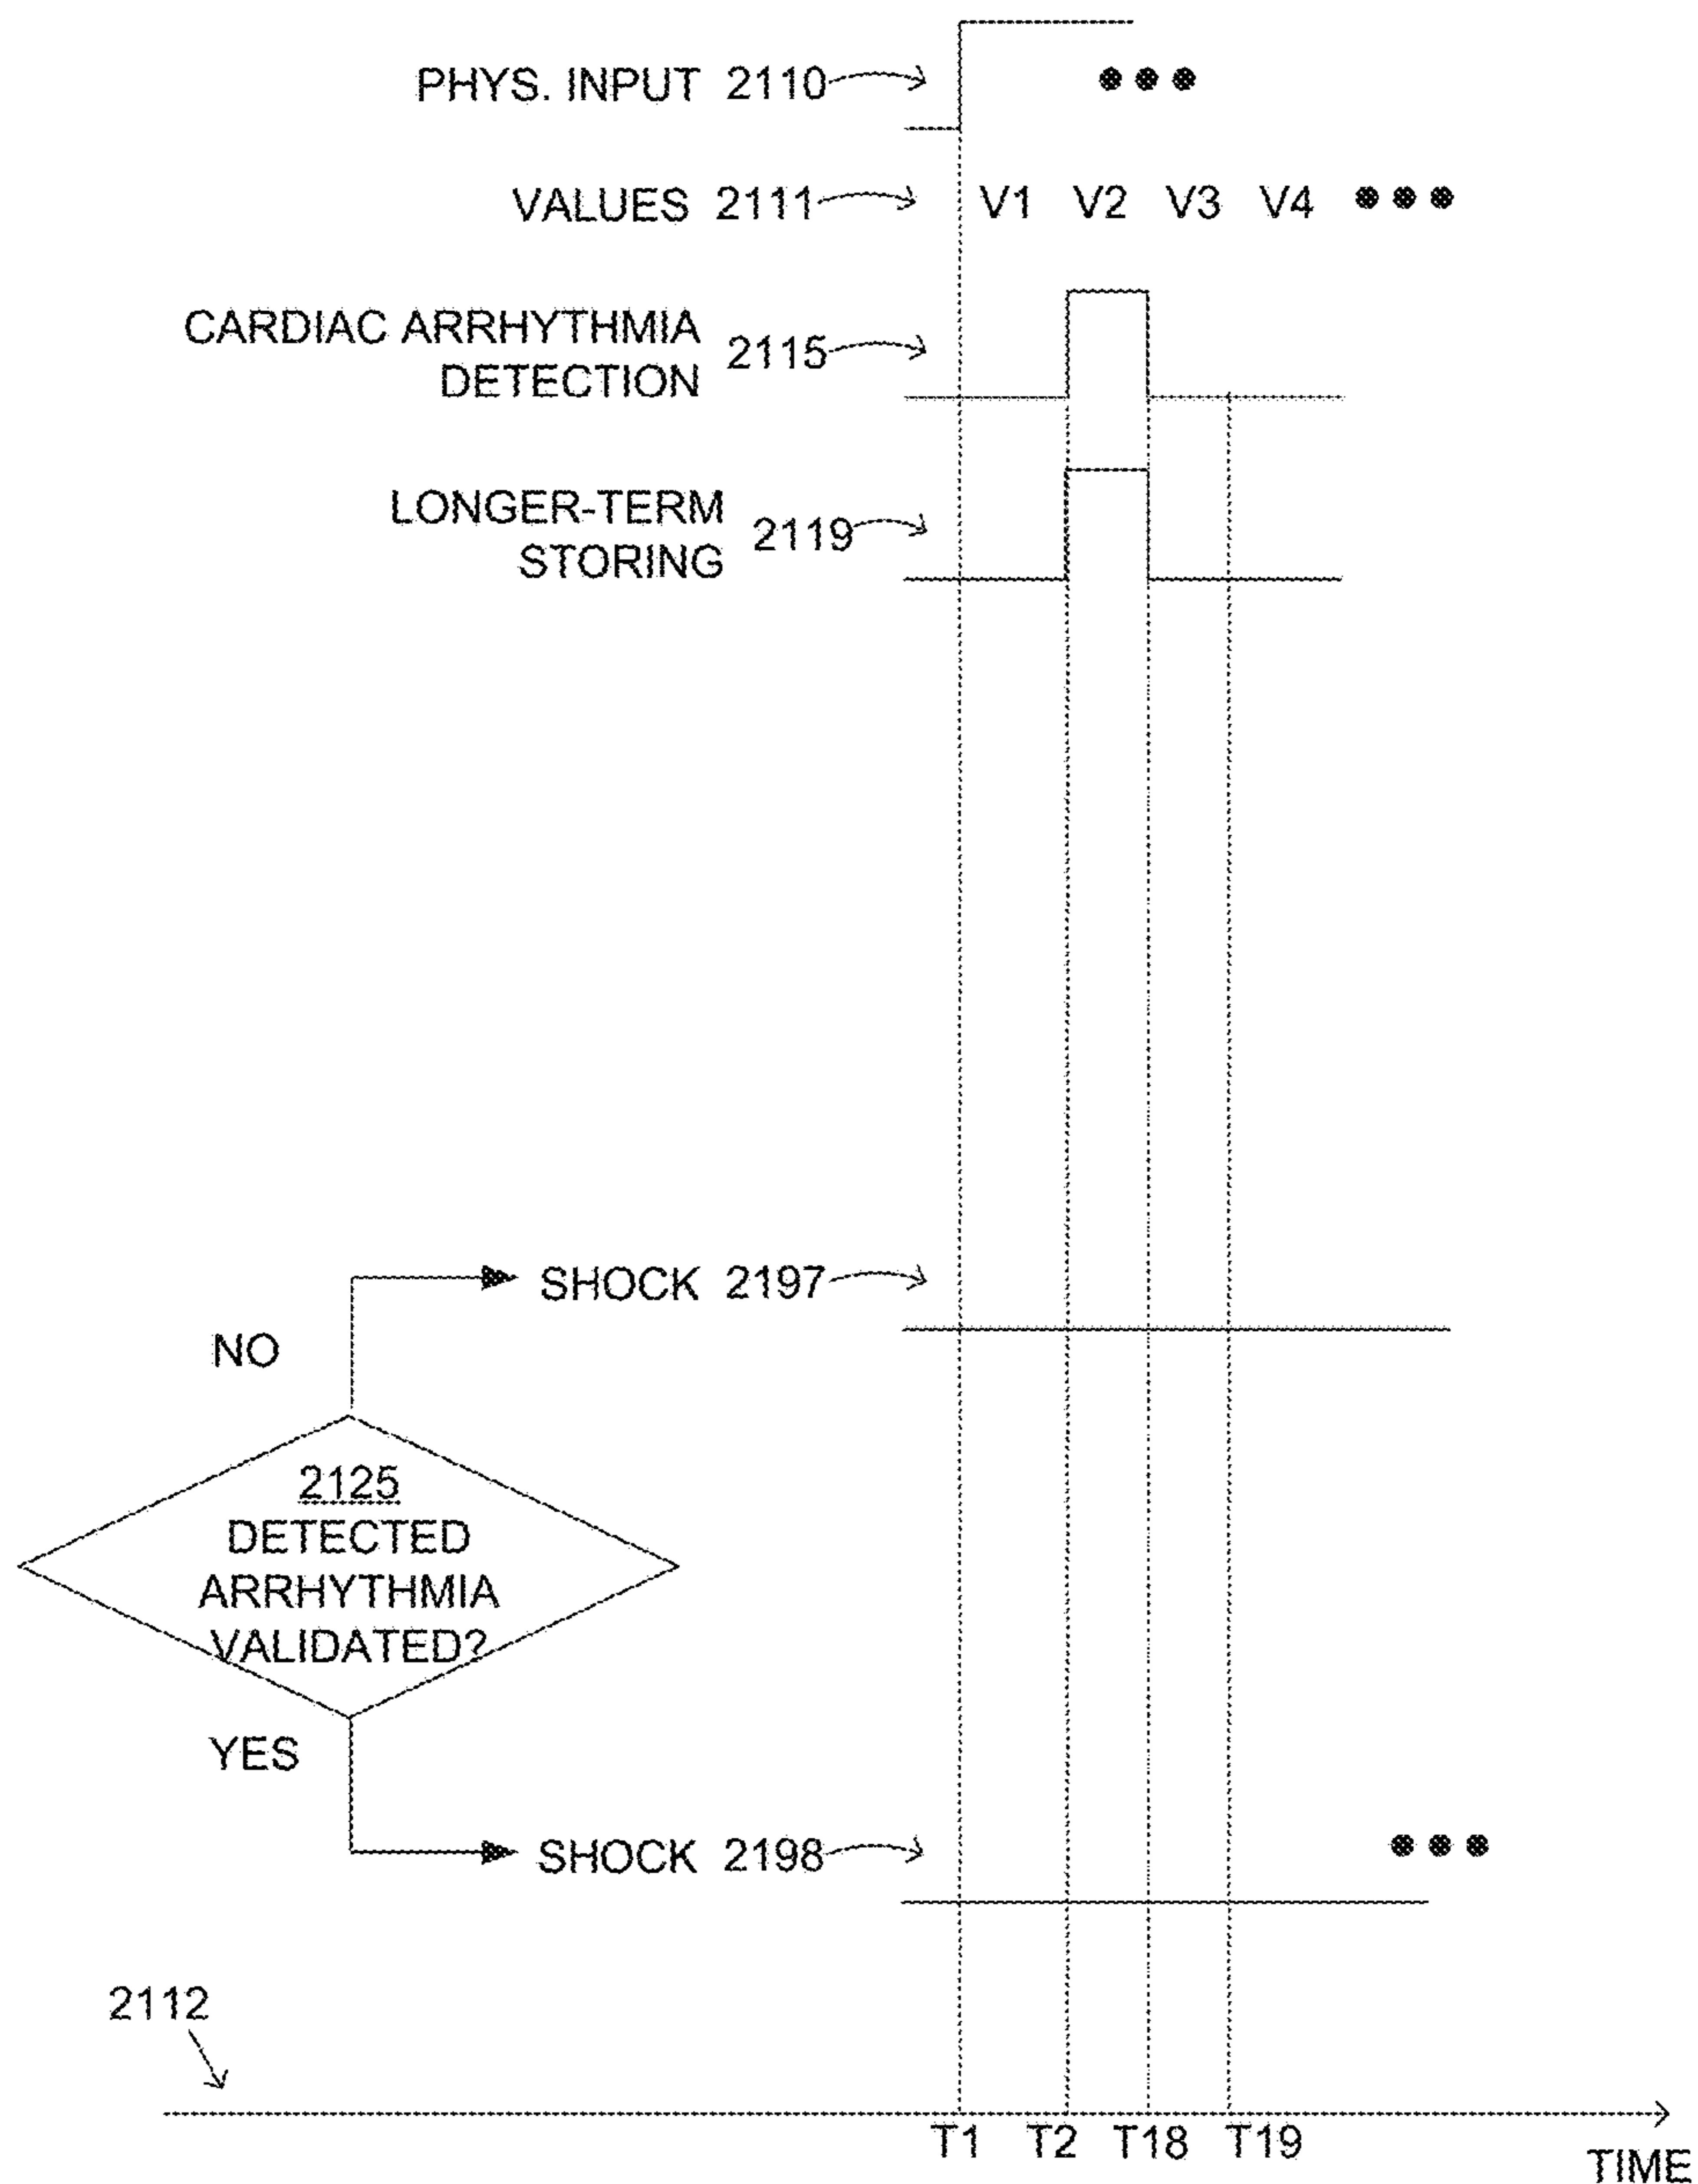 PHYS. INPUT 2110
VALUES 2111 V1 V2 V3 V4
CARDIAC ARRHYTHMIA
DETECTION 2115
LONGER-TERM
STORING 2119
SHOCK 2197
NO
2125
DETECTED
ARRHYTHMIA
VALIDATED?
YES
SHOCK 2198
2112
T1 T2 T18 T19
TIME